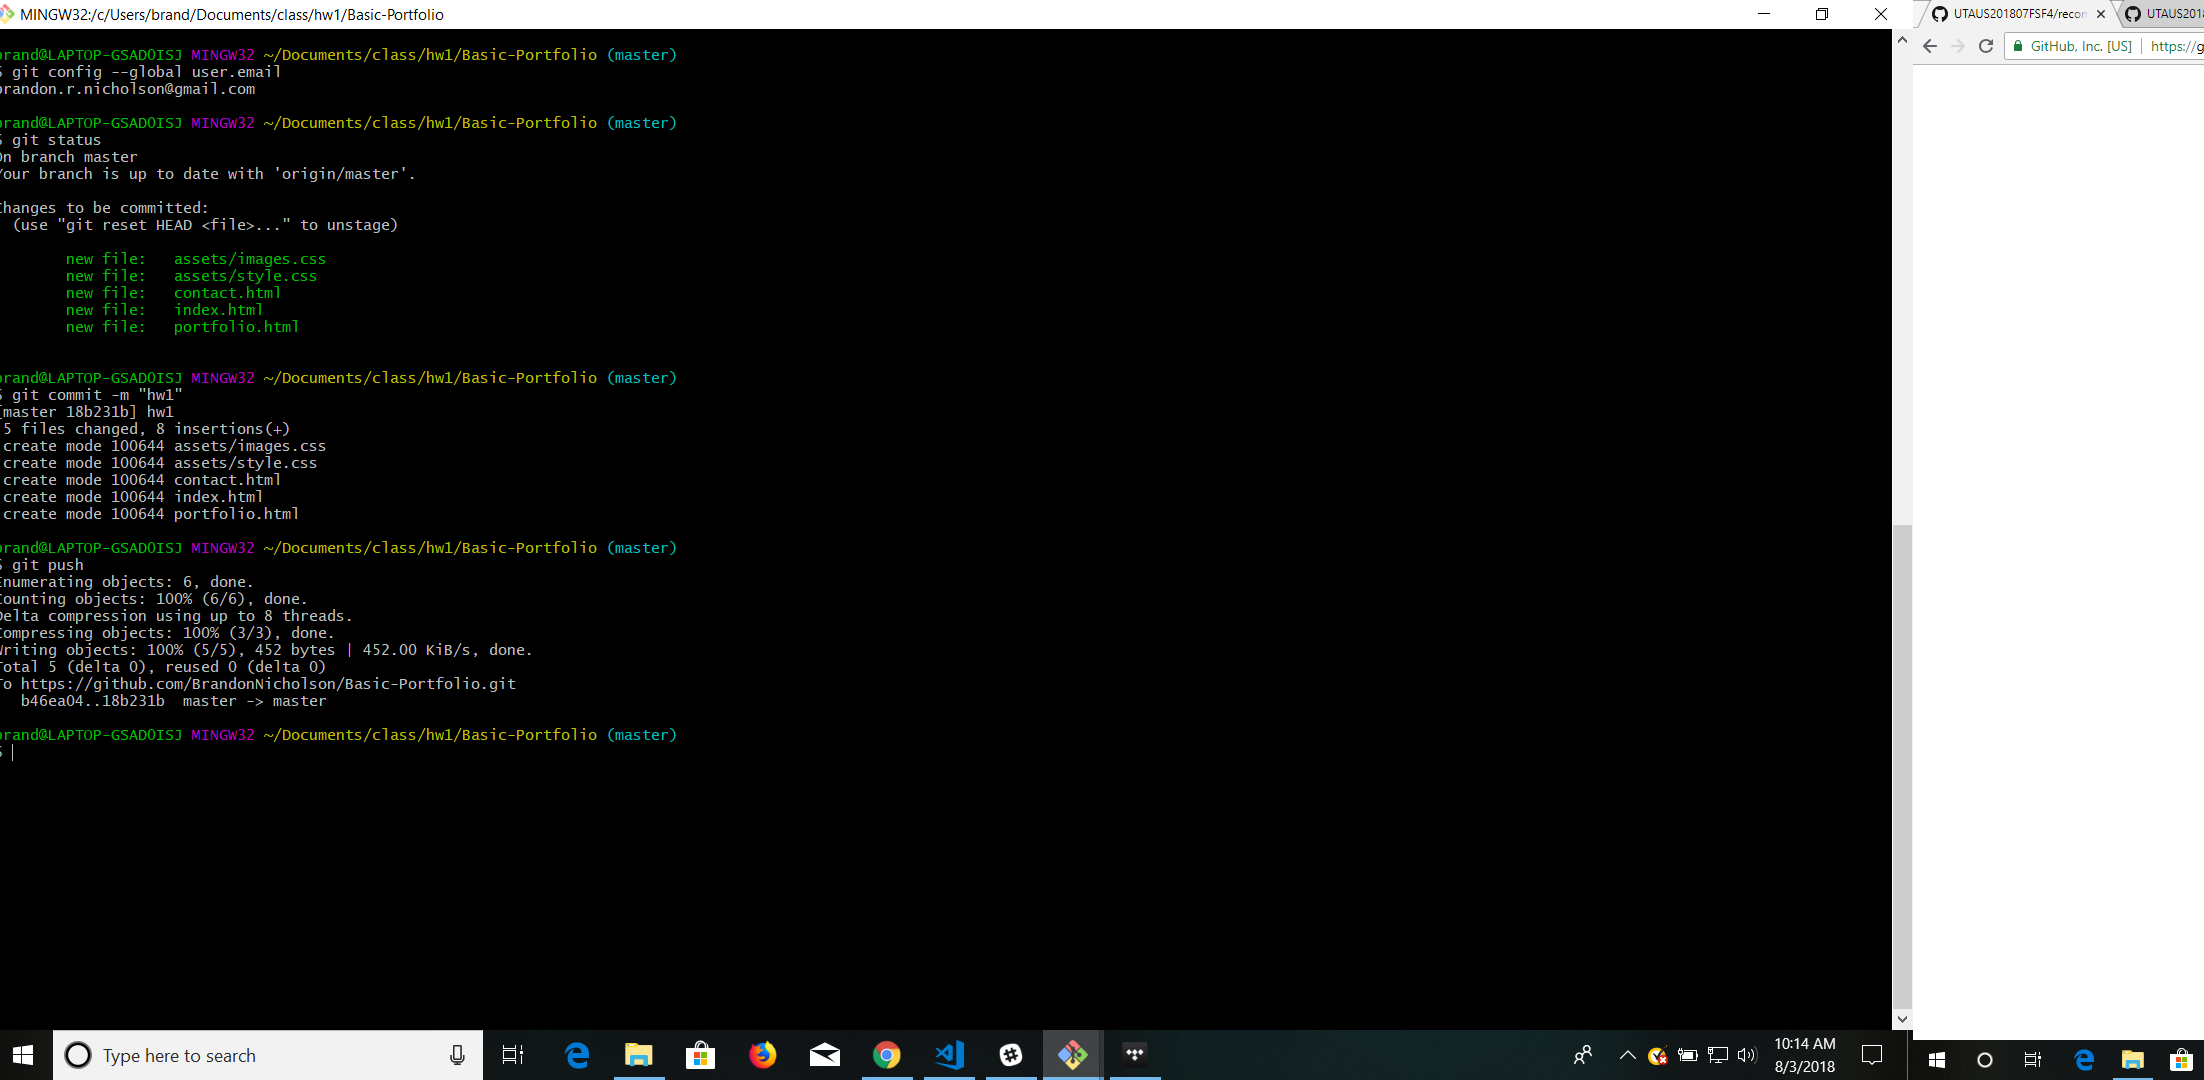 MINGW32:/c/Users/brand/Documents/class/hw1/Basic-Portfolio
UTAUS201807FSF4/recon
UTAUS2018
GitHub, Inc. [US]
https://g
brand@LAPTOP-GSADOISJ MINGW32 ~/Documents/class/hw1/Basic-Portfolio (master)
$ git config --global user.email
brandon.r.nicholson@gmail.com
brand@LAPTOP-GSADOISJ MINGW32 ~/Documents/class/hw1/Basic-Portfolio (master)
$ git status
On branch master
Your branch is up to date with 'origin/master'.
Changes to be committed:
(use "git reset HEAD <file>..." to unstage)
new file: assets/images.css
new file: assets/style.css
new file: contact.html
new file: index.html
new file: portfolio.html
brand@LAPTOP-GSADOISJ MINGW32 ~/Documents/class/hw1/Basic-Portfolio (master)
$ git commit -m "hw1"
[master 18b231b] hw1
5 files changed, 8 insertions(+)
create mode 100644 assets/images.css
create mode 100644 assets/style.css
create mode 100644 contact.html
create mode 100644 index.html
create mode 100644 portfolio.html
brand@LAPTOP-GSADOISJ MINGW32 ~/Documents/class/hw1/Basic-Portfolio (master)
$ git push
Enumerating objects: 6, done.
Counting objects: 100% (6/6), done.
Delta compression using up to 8 threads.
Compressing objects: 100% (3/3), done.
Writing objects: 100% (5/5), 452 bytes | 452.00 KiB/s, done.
Total 5 (delta 0), reused 0 (delta 0)
To https://github.com/BrandonNicholson/Basic-Portfolio.git
b46ea04..18b231b master -> master
brand@LAPTOP-GSADOISJ MINGW32 ~/Documents/class/hw1/Basic-Portfolio (master)
$
Type here to search
10:14 AM
8/3/2018